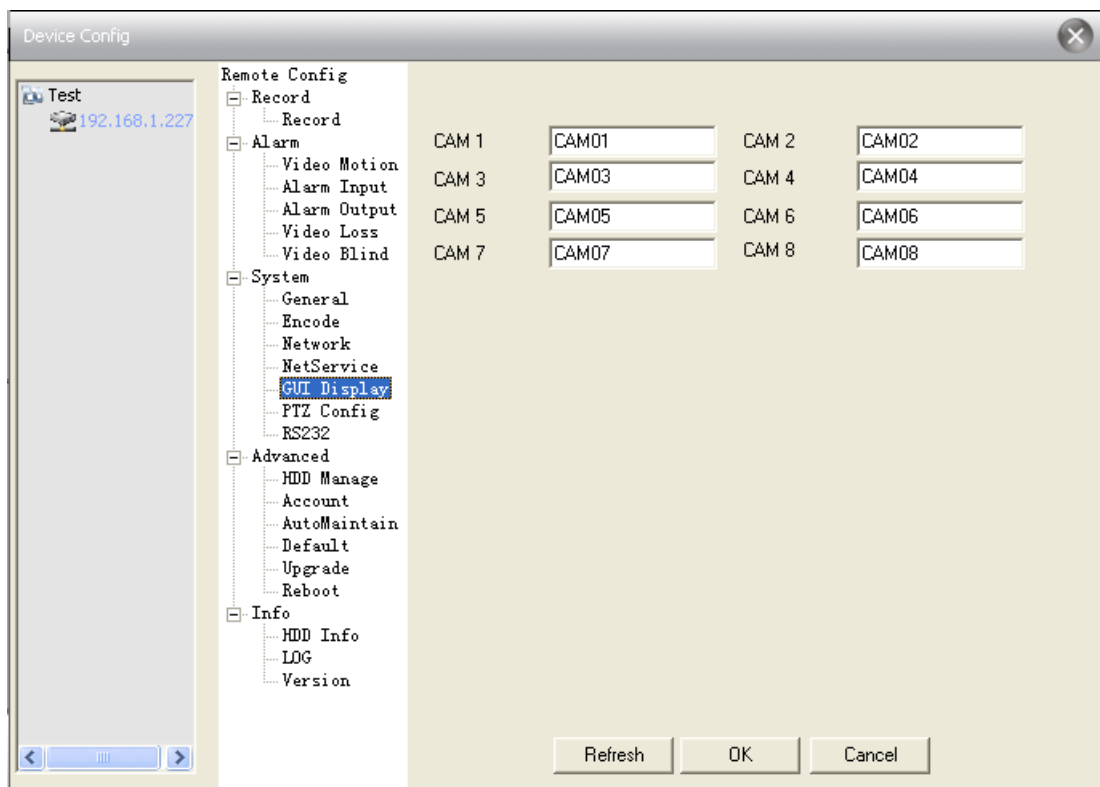 Device Config
Test
192.168.1.227
Remote Config
Record
Record
Alarm
Video Motion
Alarm Input
Alarm Output
Video Loss
Video Blind
System
General
Encode
Network
NetService
GUI Display
PTZ Config
RS232
Advanced
HDD Manage
Account
AutoMaintain
Default
Upgrade
Reboot
Info
HDD Info
LOG
Version
CAM 1 CAM01 CAM 2 CAM02
CAM 3 CAM03 CAM 4 CAM04
CAM 5 CAM05 CAM 6 CAM06
CAM 7 CAM07 CAM 8 CAM08
Refresh OK Cancel